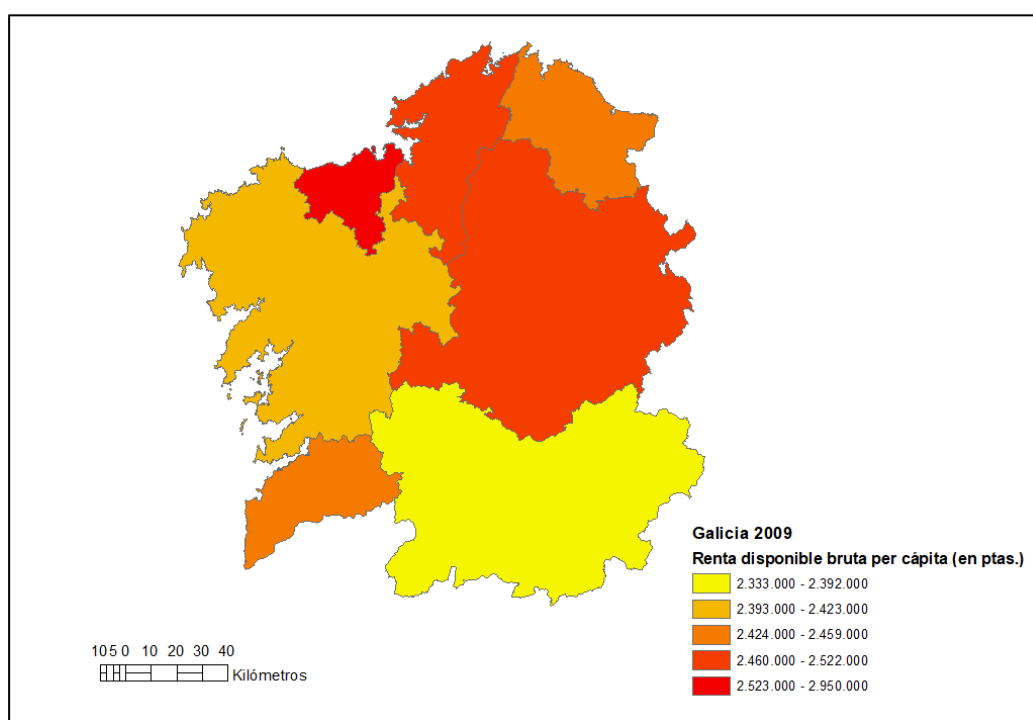 Galicia 2009
Renta disponible bruta per cápita (en ptas.)
2.333.000 - 2.392.000
2.393.000 - 2.423.000
2.424.000 - 2.459.000
2.460.000 - 2.522.000
2.523.000 - 2.950.000
10 5 0 10 20 30 40
Kilómetros